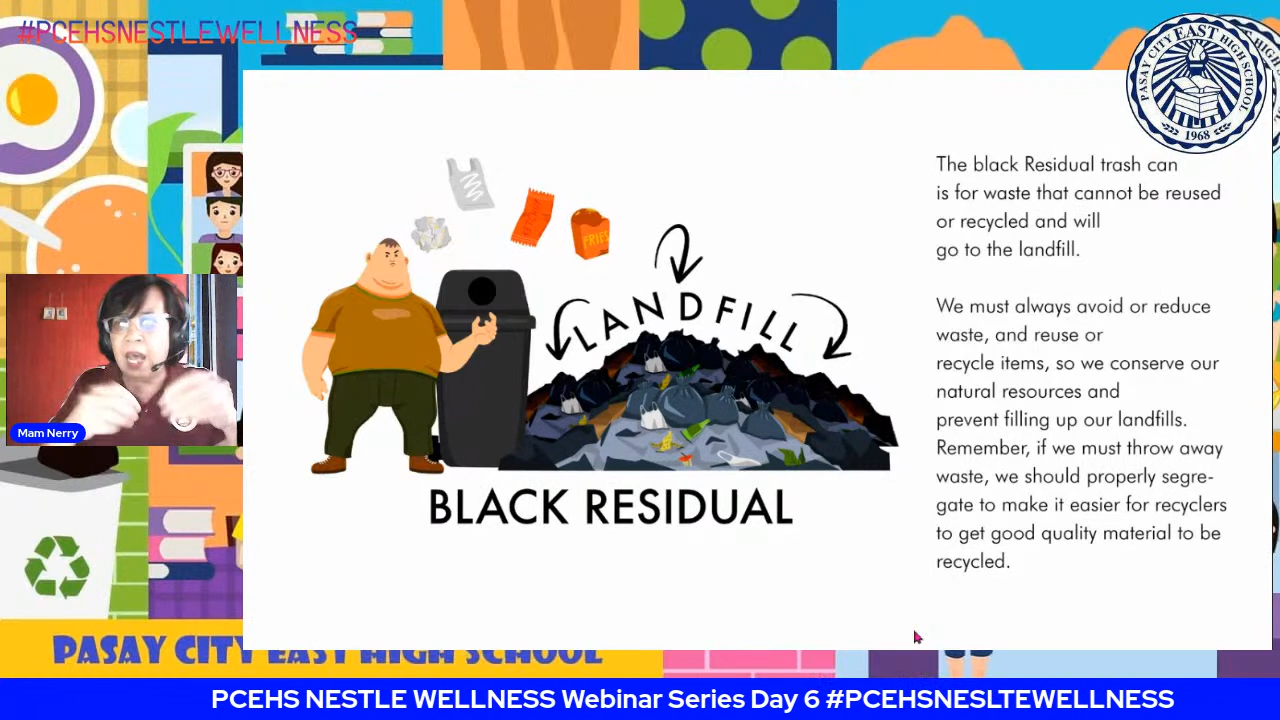 #PCEHSNESTLEWELLNESS
PASAY CITY EAST HIGH SCHOOL
1968
The black Residual trash can
is for waste that cannot be reused
or recycled and will
go to the landfill.
We must always avoid or reduce
waste, and reuse or
recycle items, so we conserve our
natural resources and
prevent filling up our landfills.
Remember, if we must throw away
waste, we should properly segre-
gate to make it easier for recyclers
to get good quality material to be
recycled.
FRIES
LANDFILL
BLACK RESIDUAL
Mam Nerry
PASAY CITY EAST HIGH SCHOOL
PCEHS NESTLE WELLNESS Webinar Series Day 6 #PCEHSNESLTEWELLNESS